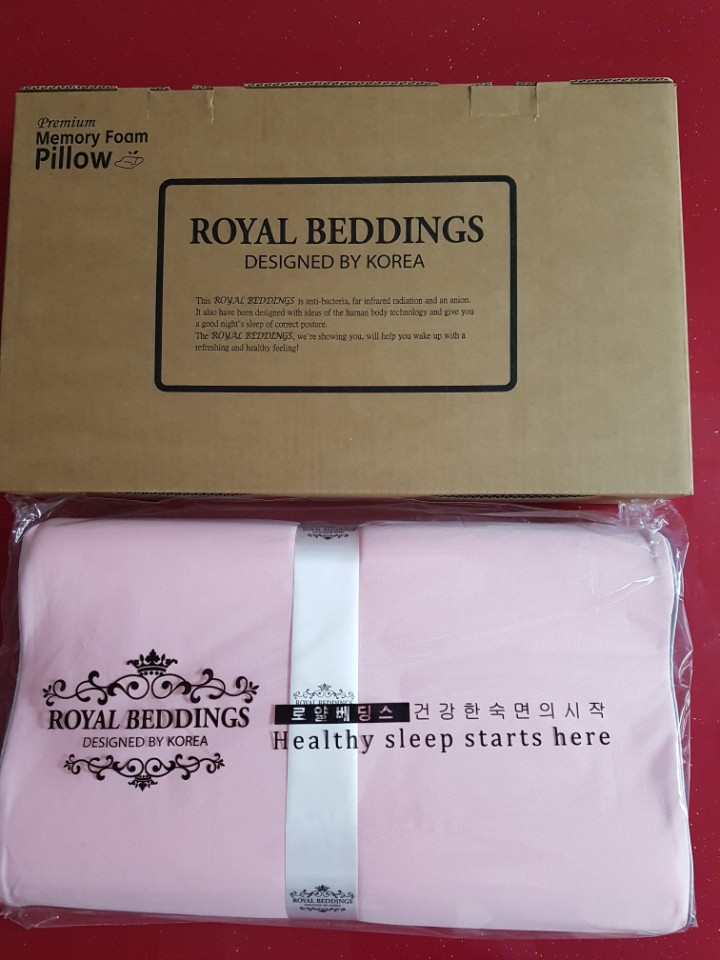 Premium
Memory Foam
Pillow
ROYAL BEDDINGS
DESIGNED BY KOREA
This ROYAL BEDDINGS is anti-bacteria, far infrared radiation and an anion.
It also have been designed with ideas of the human body technology and give you
a good night's sleep of correct posture.
The ROYAL BEDDINGS, we're showing you, will help you wake up with a
refreshing and healthy feeling!
ROYAL BEDDINGS
ROYAL BEDDINGS
DESIGNED BY KOREA
로얄베딩스 건강한숙면의시작
Healthy sleep starts here
ROYAL BEDDINGS
DESIGNED BY KOREA